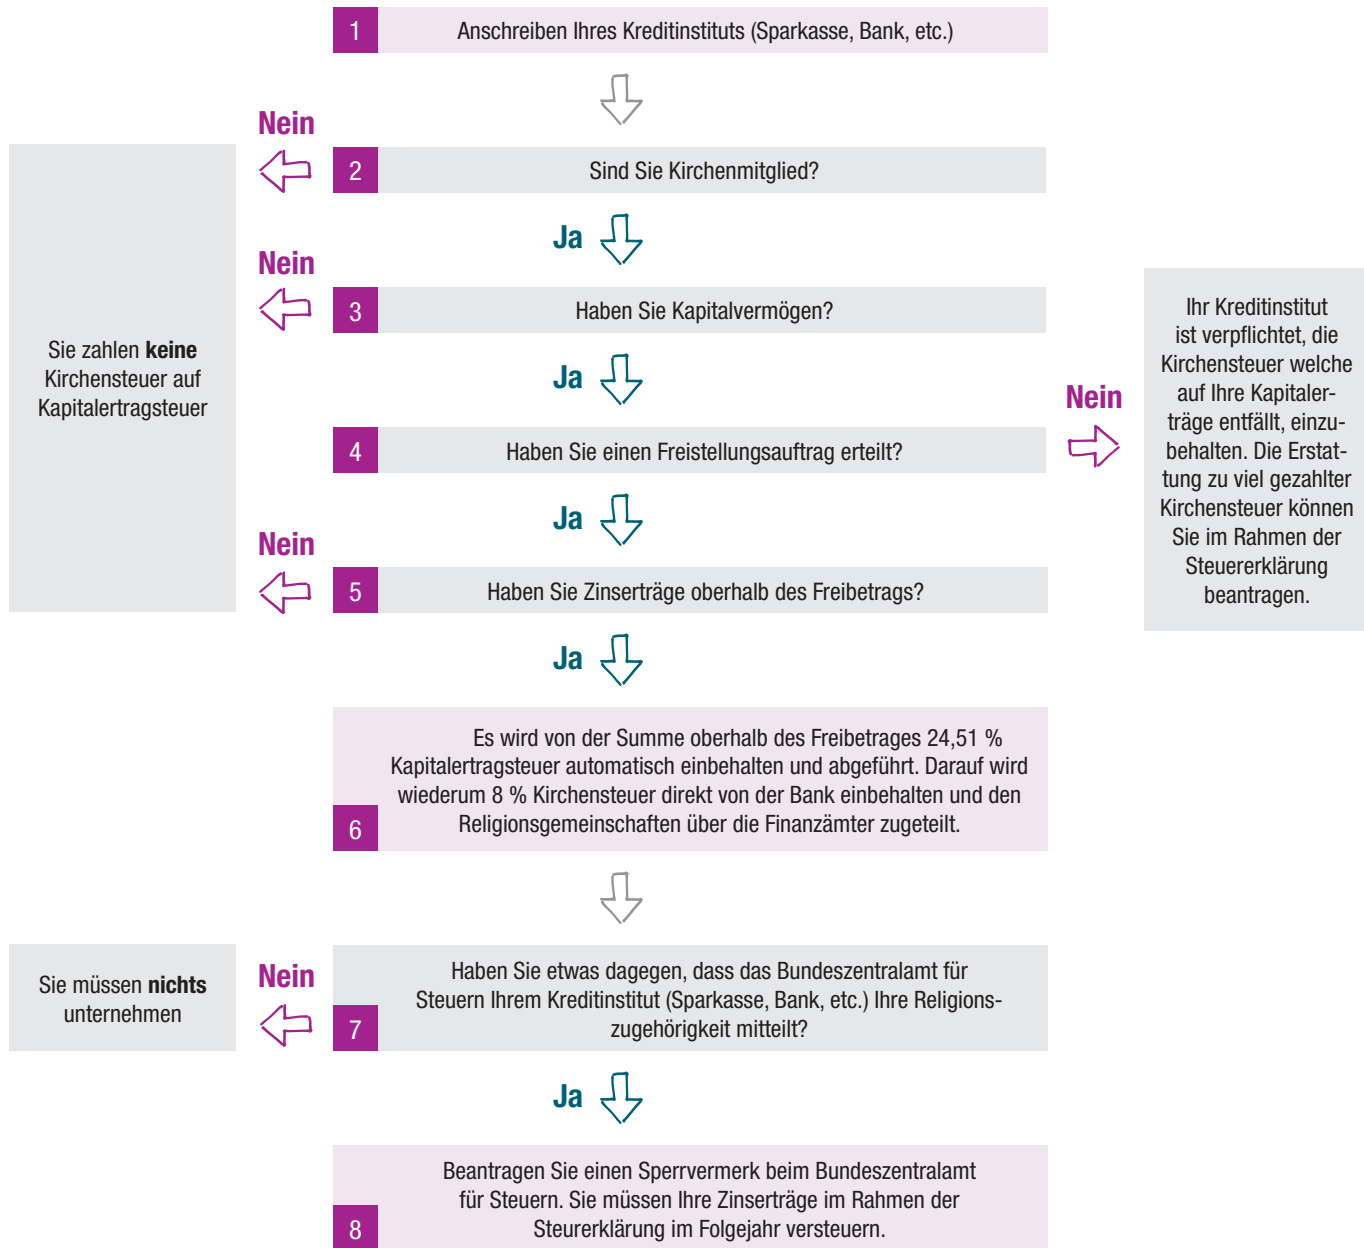 1
Anschreiben Ihres Kreditinstituts (Sparkasse, Bank, etc.)
Nein
2
Sind Sie Kirchenmitglied?
Ja
Nein
3
Haben Sie Kapitalvermögen?
Sie zahlen keine
Kirchensteuer auf
Kapitalertragsteuer
Ja
Nein
4
Haben Sie einen Freistellungsauftrag erteilt?
Ihr Kreditinstitut
ist verpflichtet, die
Kirchensteuer welche
auf Ihre Kapitaler-
träge entfällt, einzu-
behalten. Die Erstat-
tung zu viel gezahlter
Kirchensteuer können
Sie im Rahmen der
Steuererklärung
beantragen.
Ja
Nein
5
Haben Sie Zinserträge oberhalb des Freibetrags?
Ja
Es wird von der Summe oberhalb des Freibetrages 24,51 %
Kapitalertragsteuer automatisch einbehalten und abgeführt. Darauf wird
wiederum 8 % Kirchensteuer direkt von der Bank einbehalten und den
Religionsgemeinschaften über die Finanzämter zugeteilt.
6
Sie müssen nichts
unternehmen
Nein
Haben Sie etwas dagegen, dass das Bundeszentralamt für
Steuern Ihrem Kreditinstitut (Sparkasse, Bank, etc.) Ihre Religions-
zugehörigkeit mitteilt?
7
Ja
Beantragen Sie einen Sperrvermerk beim Bundeszentralamt
für Steuern. Sie müssen Ihre Zinserträge im Rahmen der
Steurerklärung im Folgejahr versteuern.
8